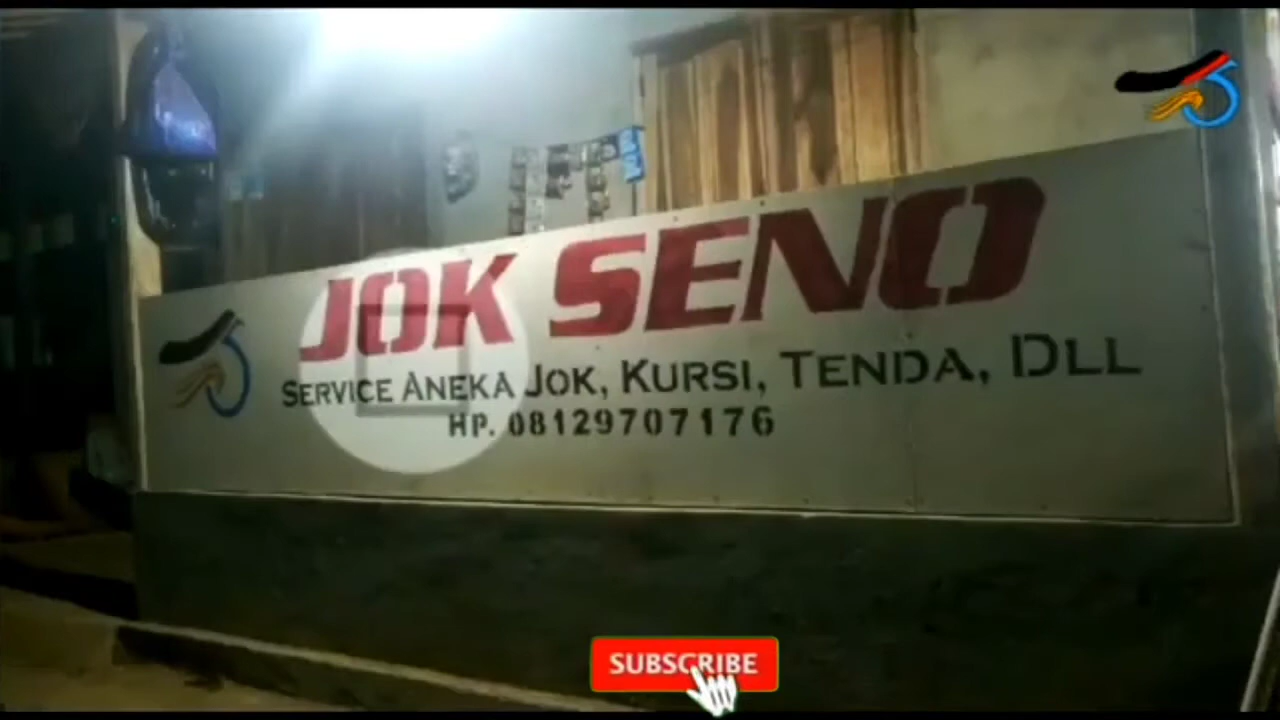 JOK SENO
SERVICE ANEKA JOK, KURSI, TENDA, DLL
HP. 08129707176
SUBSCRIBE